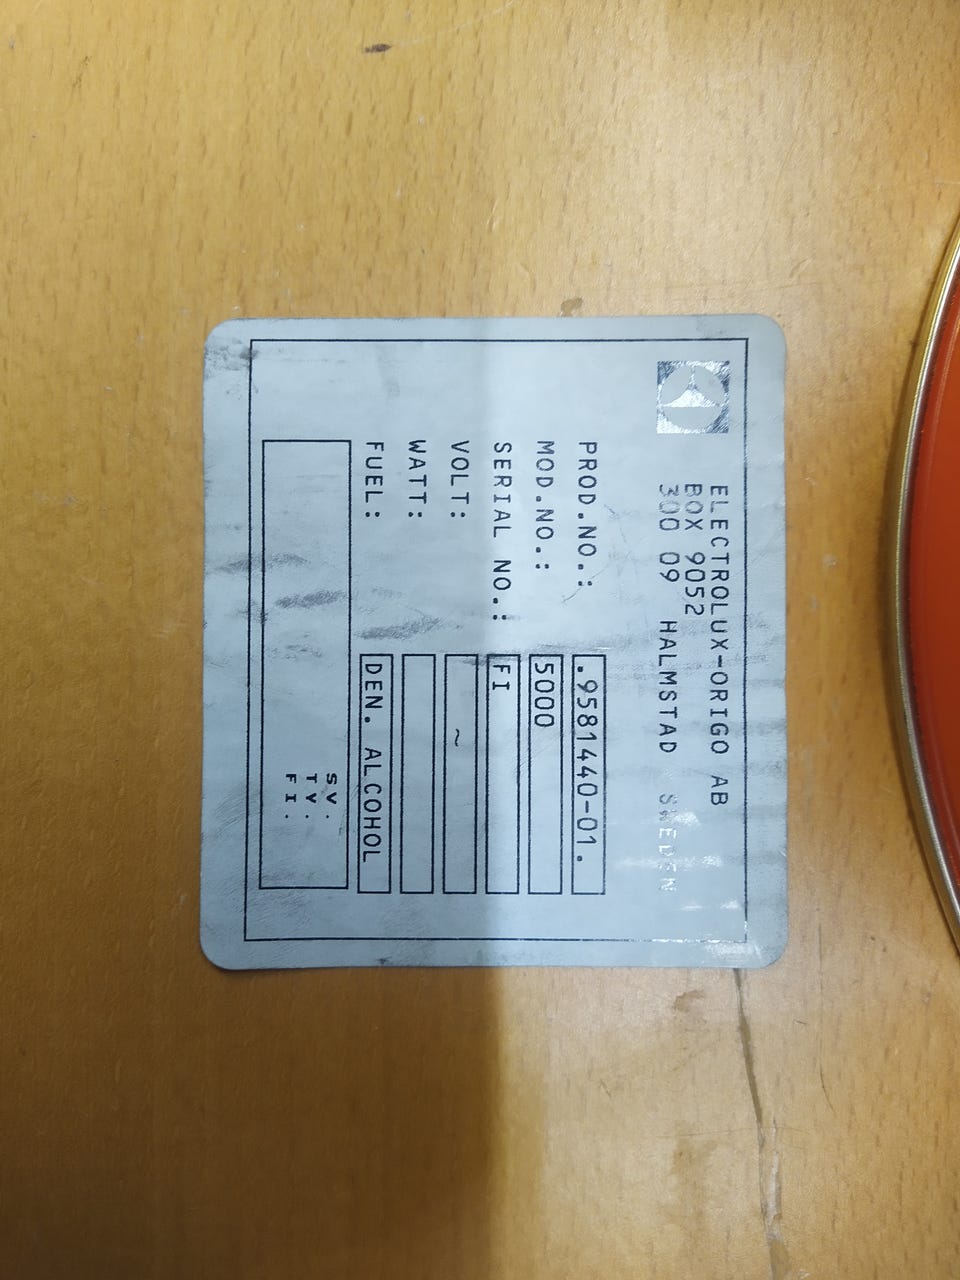 ELECTROLUX-ORIGO AB
BOX 9052
300 09 HALMSTAD SWEDEN
PROD.NO.: .9581440-01.
MOD.NO.: 5000
SERIAL NO.: FI
VOLT: ~
WATT:
FUEL: DEN. ALCOHOL
SV.
TV.
FI.